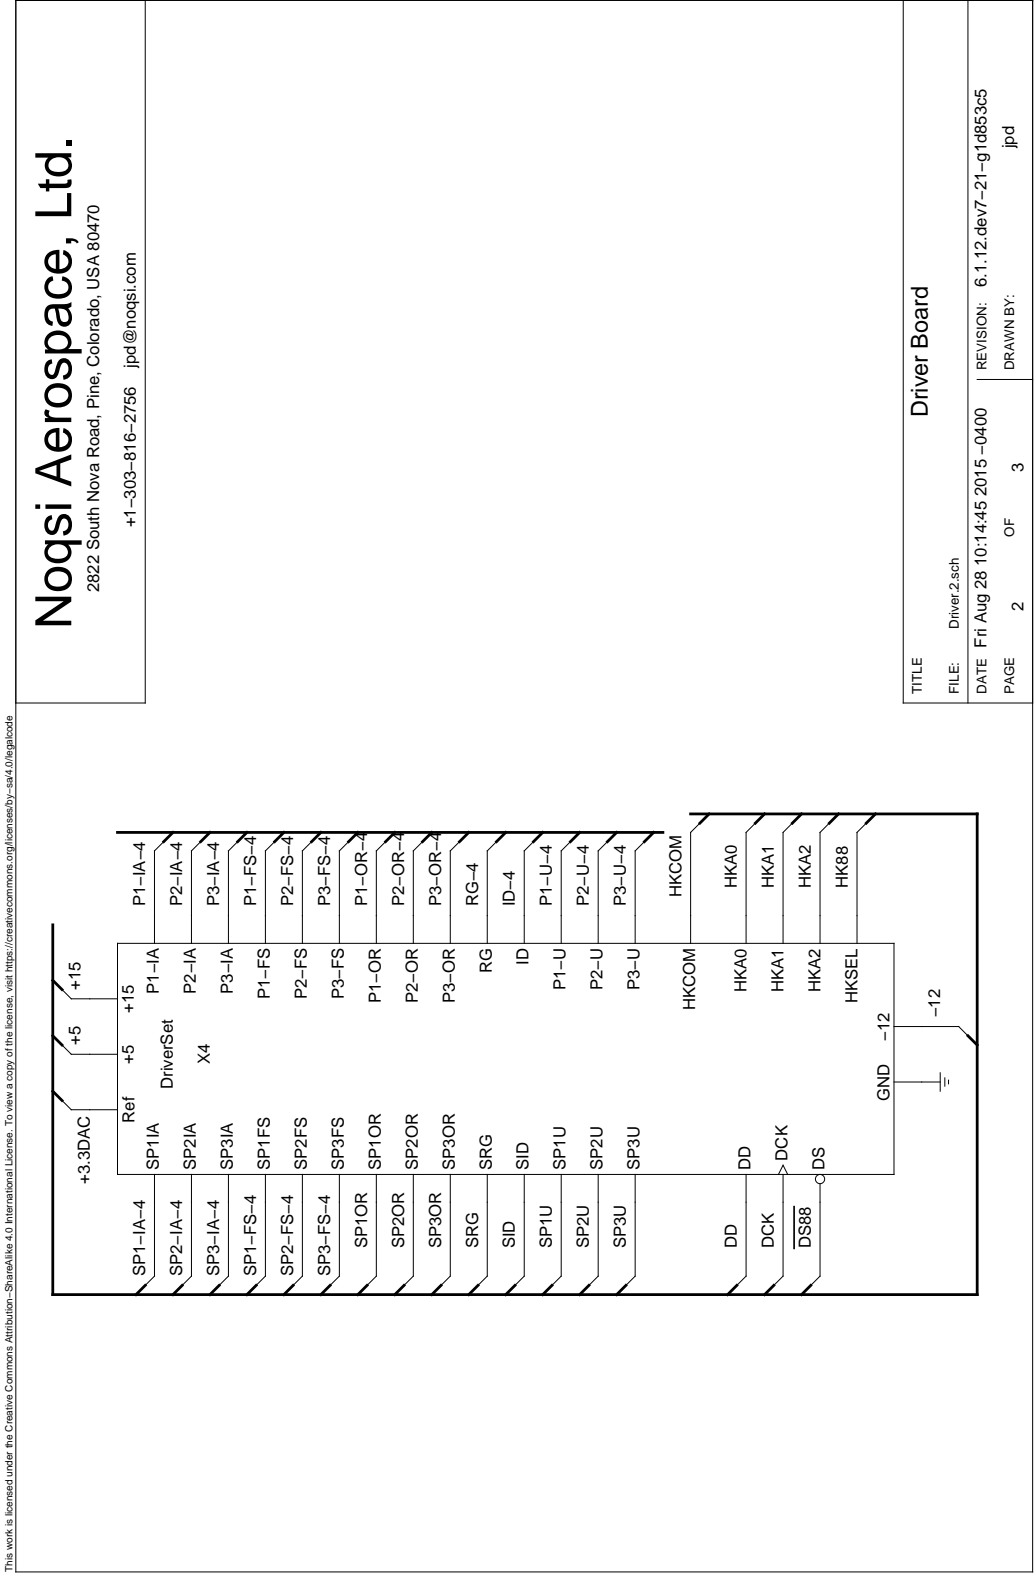 This work is licensed under the Creative Commons Attribution–ShareAlike 4.0 International License. To view a copy of the license, visit https://creativecommons.org/licenses/by–sa/4.0/legalcode
Noqsi Aerospace, Ltd.
2822 South Nova Road, Pine, Colorado, USA 80470
+1–303–816–2756 jpd@noqsi.com
+3.3DAC
+5
+15
Ref
+5
+15
DriverSet
X4
SP1–IA–4 SP1IA P1–IA P1–IA–4
SP2–IA–4 SP2IA P2–IA P2–IA–4
SP3–IA–4 SP3IA P3–IA P3–IA–4
SP1–FS–4 SP1FS P1–FS P1–FS–4
SP2–FS–4 SP2FS P2–FS P2–FS–4
SP3–FS–4 SP3FS P3–FS P3–FS–4
SP1OR SP1OR P1–OR P1–OR–4
SP2OR SP2OR P2–OR P2–OR–4
SP3OR SP3OR P3–OR P3–OR–4
SRG SRG RG RG–4
SID SID ID ID–4
SP1U SP1U P1–U P1–U–4
SP2U SP2U P2–U P2–U–4
SP3U SP3U P3–U P3–U–4
HKCOM HKCOM
DD DD HKA0 HKA0
DCK DCK HKA1 HKA1
DS88 DS HKA2 HKA2
HKSEL HK88
GND –12
–12
TITLE
Driver Board
FILE: Driver.2.sch
DATE Fri Aug 28 10:14:45 2015 –0400
REVISION: 6.1.12.dev7–21–g1d853c5
PAGE 2 OF 3
DRAWN BY: jpd